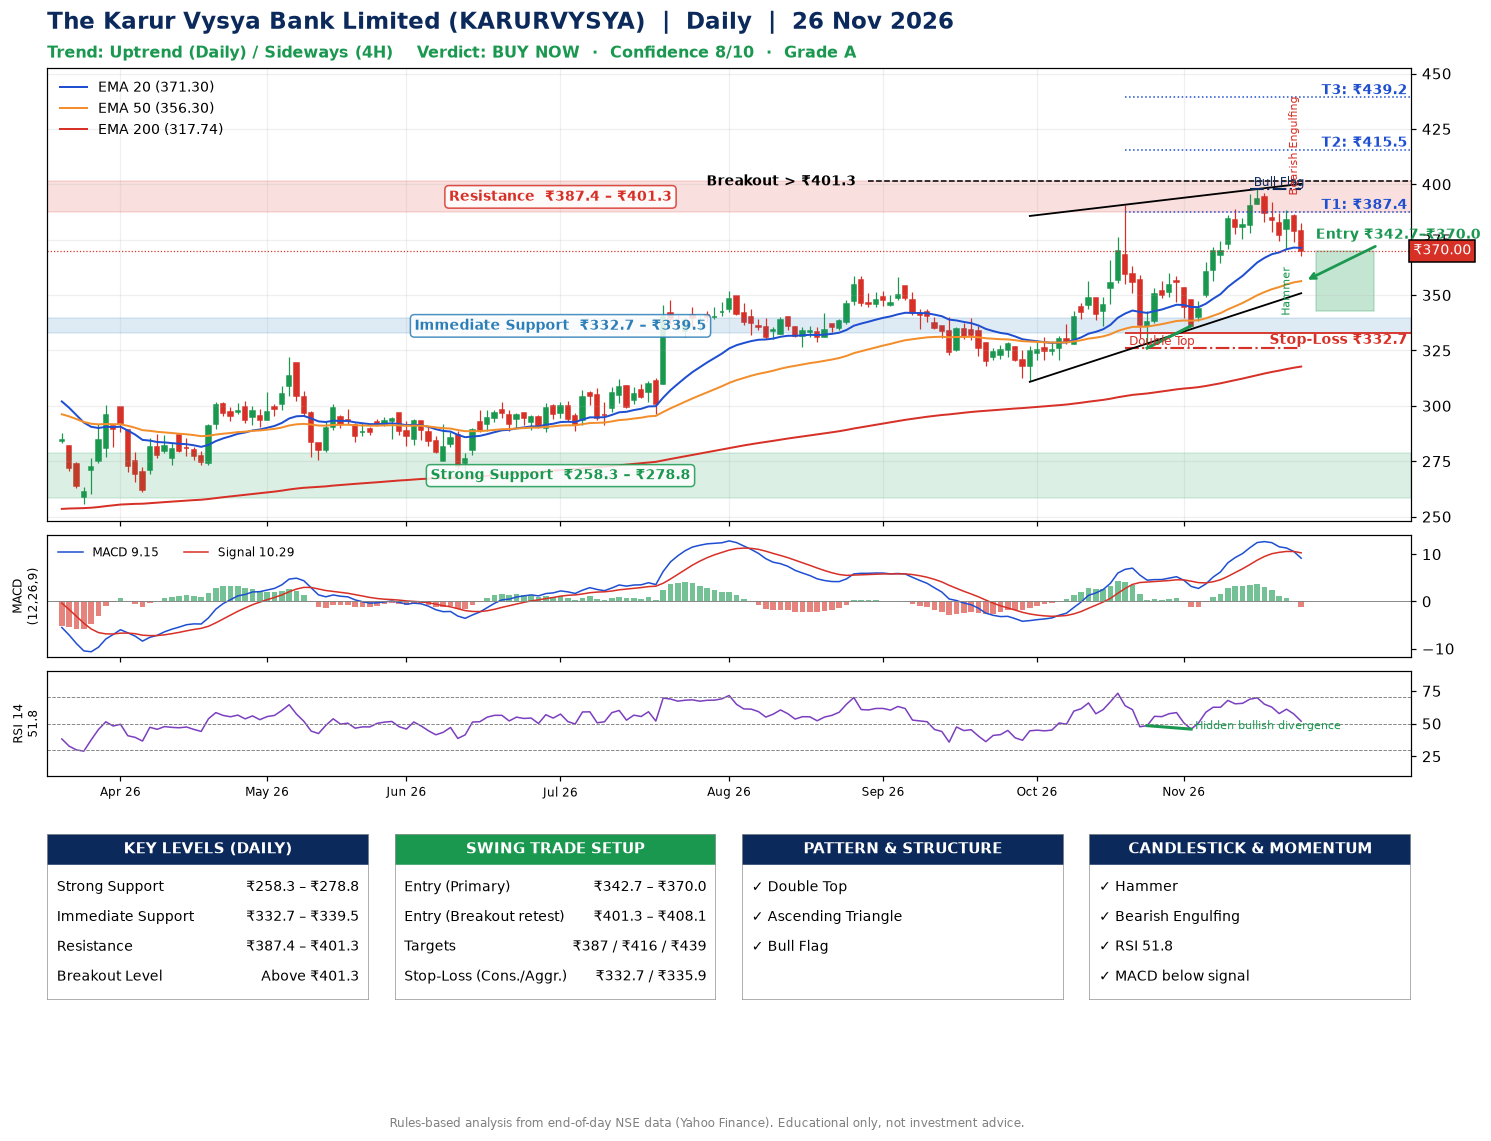 The Karur Vysya Bank Limited (KARURVYSYA) | Daily | 26 Nov 2026
Trend: Uptrend (Daily) / Sideways (4H) Verdict: BUY NOW · Confidence 8/10 · Grade A
EMA 20 (371.30)
EMA 50 (356.30)
EMA 200 (317.74)
T3: ₹439.2
T2: ₹415.5
Bearish Engulfing
Breakout > ₹401.3
Bull Flag
Resistance ₹387.4 – ₹401.3
T1: ₹387.4
Entry ₹342.7–₹370.0
₹370.00
Hammer
Immediate Support ₹332.7 – ₹339.5
Double Top
Stop-Loss ₹332.7
Strong Support ₹258.3 – ₹278.8
450
425
400
375
350
325
300
275
250
MACD 9.15 Signal 10.29
MACD
(12,26,9)
10
0
−10
RSI 14
51.8
75
50
25
Hidden bullish divergence
Apr 26 May 26 Jun 26 Jul 26 Aug 26 Sep 26 Oct 26 Nov 26
KEY LEVELS (DAILY)
Strong Support ₹258.3 – ₹278.8
Immediate Support ₹332.7 – ₹339.5
Resistance ₹387.4 – ₹401.3
Breakout Level Above ₹401.3
SWING TRADE SETUP
Entry (Primary) ₹342.7 – ₹370.0
Entry (Breakout retest) ₹401.3 – ₹408.1
Targets ₹387 / ₹416 / ₹439
Stop-Loss (Cons./Aggr.) ₹332.7 / ₹335.9
PATTERN & STRUCTURE
✓ Double Top
✓ Ascending Triangle
✓ Bull Flag
CANDLESTICK & MOMENTUM
✓ Hammer
✓ Bearish Engulfing
✓ RSI 51.8
✓ MACD below signal
Rules-based analysis from end-of-day NSE data (Yahoo Finance). Educational only, not investment advice.